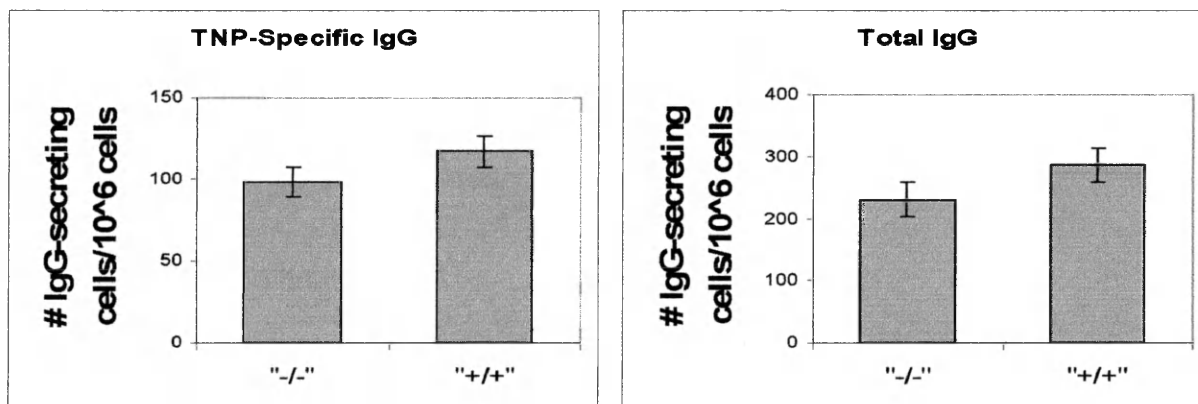 TNP-Specific IgG
# IgG-secreting
cells/10^6 cells
150
100
50
0
"-/-"
"+/+"
Total IgG
# IgG-secreting
cells/10^6 cells
400
300
200
100
0
"-/-"
"+/+"